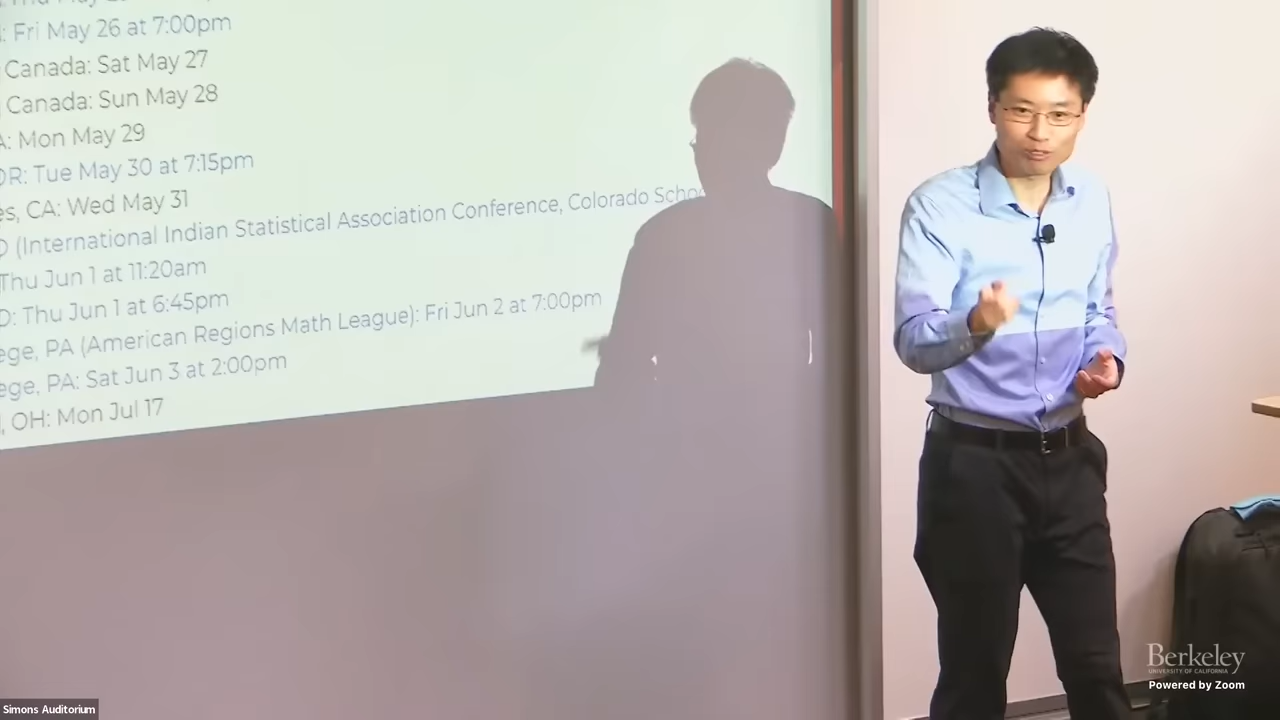 Fri May 26 at 7:00pm
Canada: Sat May 27
Canada: Sun May 28
A: Mon May 29
OR: Tue May 30 at 7:15pm
es, CA: Wed May 31
(International Indian Statistical Association Conference, Colorado Schoo
Thu Jun 1 at 11:20am
D: Thu Jun 1 at 6:45pm
ege, PA (American Regions Math League): Fri Jun 2 at 7:00pm
ege, PA: Sat Jun 3 at 2:00pm
, OH: Mon Jul 17
Berkeley
UNIVERSITY OF CALIFORNIA
Powered by Zoom
Simons Auditorium